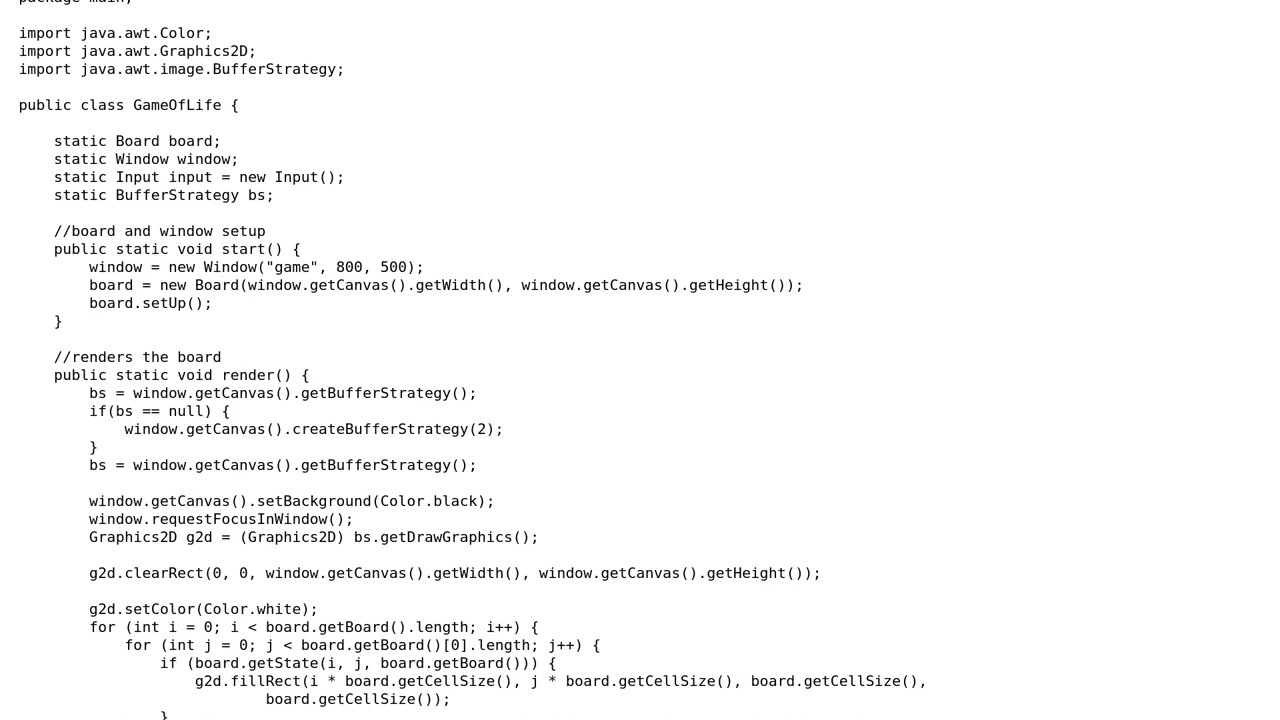 package main;
import java.awt.Color;
import java.awt.Graphics2D;
import java.awt.image.BufferStrategy;
public class GameOfLife {
static Board board;
static Window window;
static Input input = new Input();
static BufferStrategy bs;
//board and window setup
public static void start() {
window = new Window("game", 800, 500);
board = new Board(window.getCanvas().getWidth(), window.getCanvas().getHeight());
board.setUp();
}
//renders the board
public static void render() {
bs = window.getCanvas().getBufferStrategy();
if(bs == null) {
window.getCanvas().createBufferStrategy(2);
}
bs = window.getCanvas().getBufferStrategy();
window.getCanvas().setBackground(Color.black);
window.requestFocusInWindow();
Graphics2D g2d = (Graphics2D) bs.getDrawGraphics();
g2d.clearRect(0, 0, window.getCanvas().getWidth(), window.getCanvas().getHeight());
g2d.setColor(Color.white);
for (int i = 0; i < board.getBoard().length; i++) {
for (int j = 0; j < board.getBoard()[0].length; j++) {
if (board.getState(i, j, board.getBoard())) {
g2d.fillRect(i * board.getCellSize(), j * board.getCellSize(), board.getCellSize(),
board.getCellSize());
}